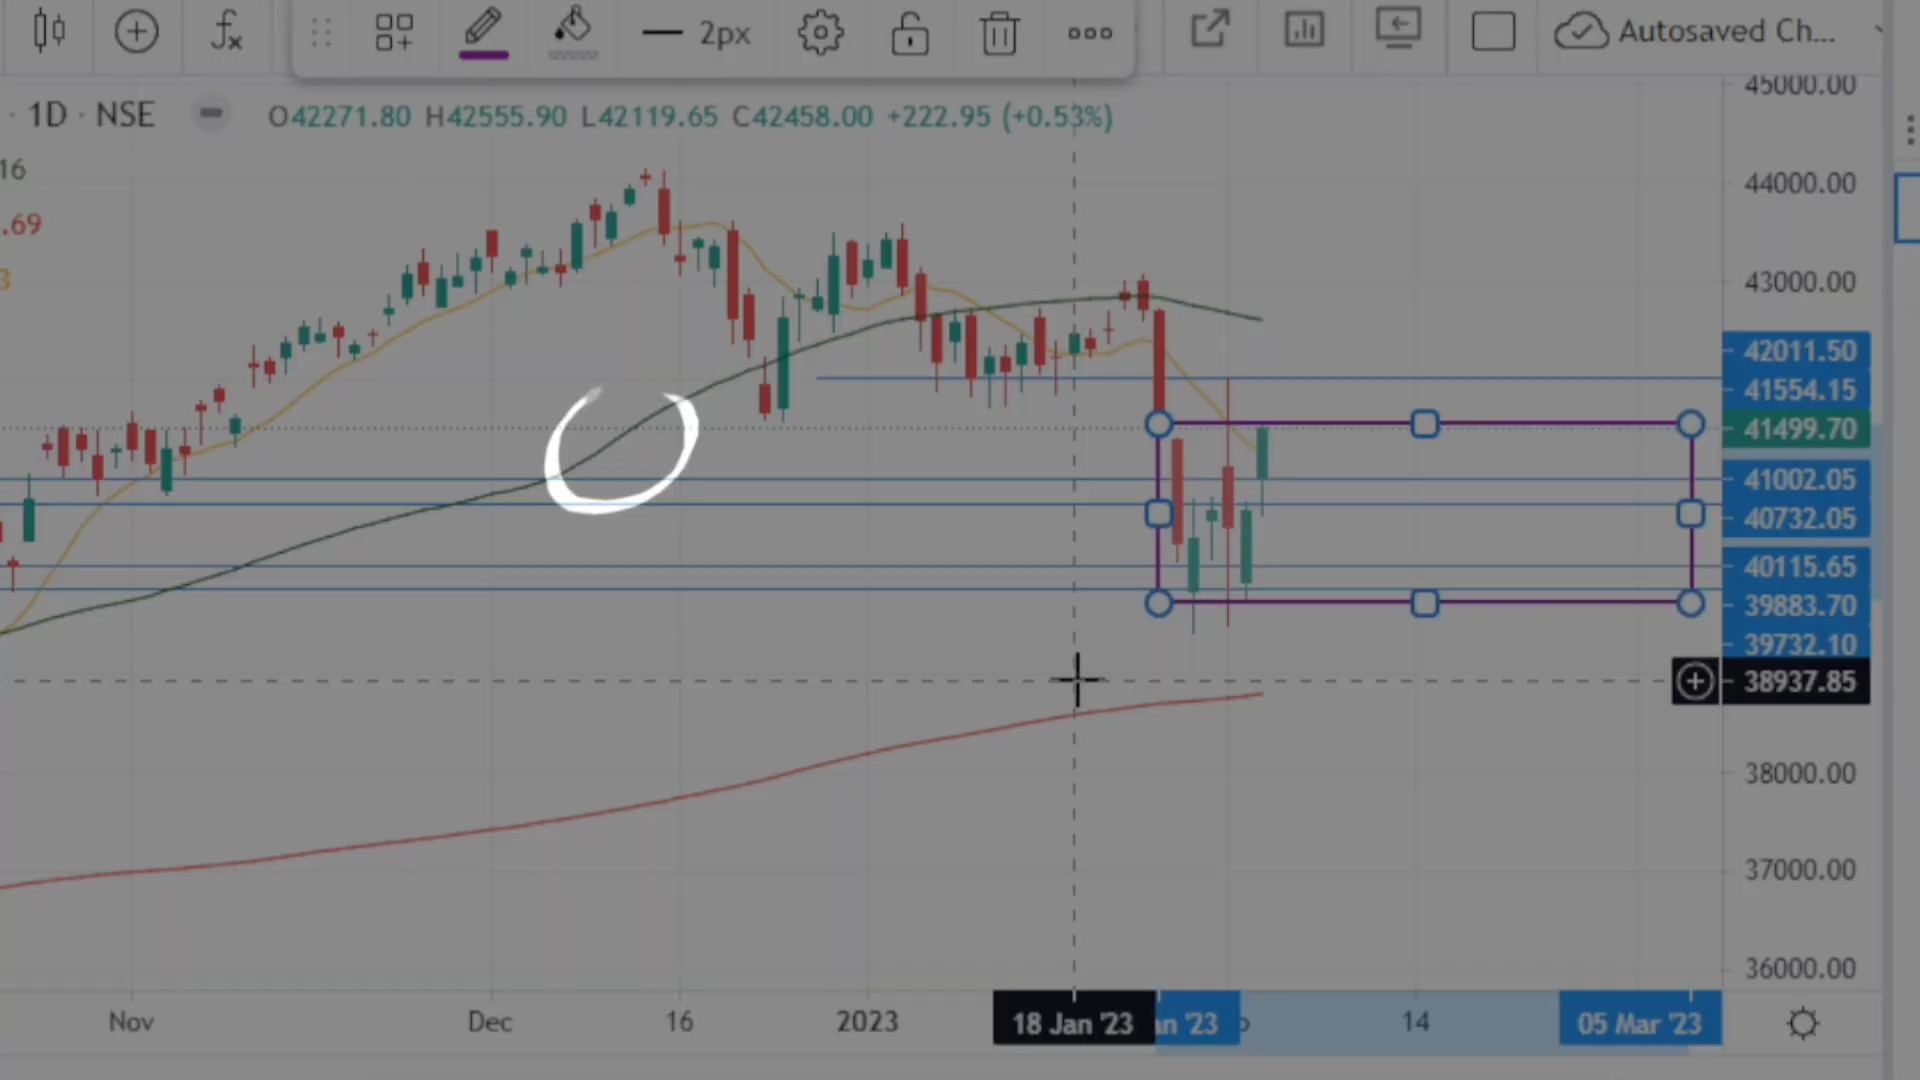 2px
Autosaved Ch...
· 1D · NSE
O42271.80 H42555.90 L42119.65 C42458.00 +222.95 (+0.53%)
16
.69
3
45000.00
44000.00
43000.00
42011.50
41554.15
41499.70
41002.05
40732.05
40115.65
39883.70
39732.10
38937.85
38000.00
37000.00
36000.00
Nov
Dec
16
2023
18 Jan '23
an '23
14
05 Mar '23